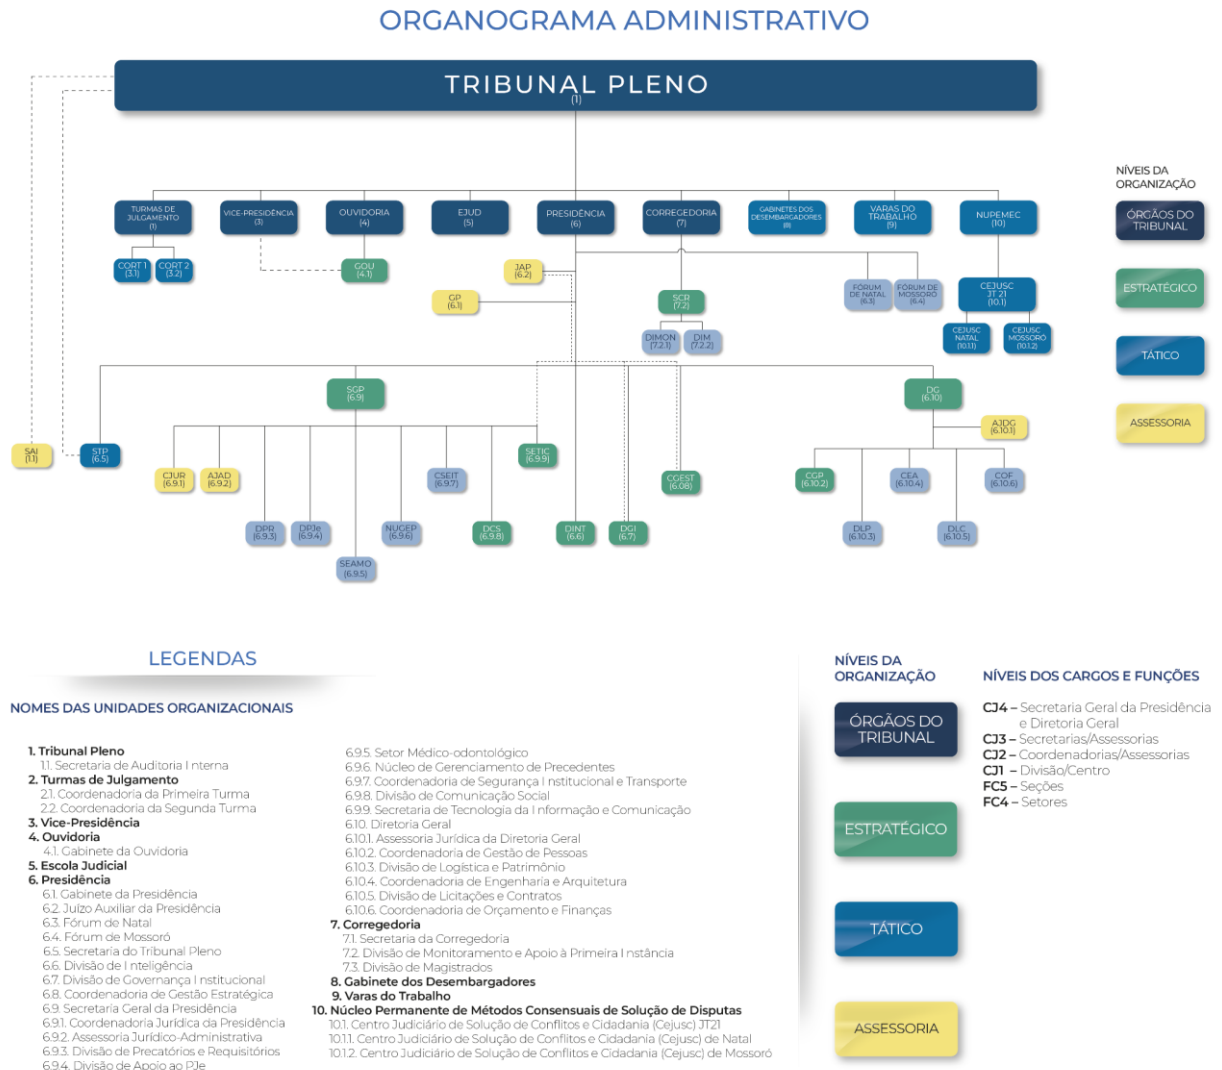 ORGANOGRAMA ADMINISTRATIVO
TRIBUNAL PLENO
(1)
TURMAS DE
JULGAMENTO
(1)
VICE-PRESIDÊNCIA
(3)
OUVIDORIA
(4)
EJUD
(5)
PRESIDÊNCIA
(6)
CORREGEDORIA
(7)
GABINETES DOS
DESEMBARGADORES
(8)
VARAS DO
TRABALHO
(9)
NUPEMEC
(10)
CORT 1
(3.1)
CORT 2
(3.2)
GOU
(4.1)
JAP
(6.2)
GP
(6.1)
SCR
(7.2)
DIMON
(7.2.1)
DIM
(7.2.2)
FÓRUM
DE NATAL
(6.3)
FÓRUM DE
MOSSORÓ
(6.4)
CEJUSC
JT 21
(10.1)
CEJUSC
NATAL
(10.1.1)
CEJUSC
MOSSORÓ
(10.1.2)
NÍVEIS DA
ORGANIZAÇÃO
ÓRGÃOS DO
TRIBUNAL
ESTRATÉGICO
TÁTICO
ASSESSORIA
SGP
(6.9)
DG
(6.10)
AJDG
(6.10.1)
SAI
(1.1)
STP
(6.5)
CJUR
(6.9.1)
AJAD
(6.9.2)
CSEIT
(6.9.7)
SETIC
(6.9.9)
CGEST
(6.08)
CGP
(6.10.2)
CEA
(6.10.4)
COF
(6.10.6)
DPR
(6.9.3)
DPJe
(6.9.4)
NUGEP
(6.9.6)
DCS
(6.9.8)
DINT
(6.6)
DGI
(6.7)
DLP
(6.10.3)
DLC
(6.10.5)
SEAMO
(6.9.5)
LEGENDAS
NOMES DAS UNIDADES ORGANIZACIONAIS
1. Tribunal Pleno
1.1. Secretaria de Auditoria Interna
2. Turmas de Julgamento
2.1. Coordenadoria da Primeira Turma
2.2. Coordenadoria da Segunda Turma
3. Vice-Presidência
4. Ouvidoria
4.1. Gabinete da Ouvidoria
5. Escola Judicial
6. Presidência
6.1. Gabinete da Presidência
6.2. Juízo Auxiliar da Presidência
6.3. Fórum de Natal
6.4. Fórum de Mossoró
6.5. Secretaria do Tribunal Pleno
6.6. Divisão de Inteligência
6.7. Divisão de Governança Institucional
6.8. Coordenadoria de Gestão Estratégica
6.9. Secretaria Geral da Presidência
6.9.1. Coordenadoria Jurídica da Presidência
6.9.2. Assessoria Jurídico-Administrativa
6.9.3. Divisão de Precatórios e Requisitórios
6.9.4. Divisão de Apoio ao PJe
6.9.5. Setor Médico-odontológico
6.9.6. Núcleo de Gerenciamento de Precedentes
6.9.7. Coordenadoria de Segurança Institucional e Transporte
6.9.8. Divisão de Comunicação Social
6.9.9. Secretaria de Tecnologia da Informação e Comunicação
6.10. Diretoria Geral
6.10.1. Assessoria Jurídica da Diretoria Geral
6.10.2. Coordenadoria de Gestão de Pessoas
6.10.3. Divisão de Logística e Patrimônio
6.10.4. Coordenadoria de Engenharia e Arquitetura
6.10.5. Divisão de Licitações e Contratos
6.10.6. Coordenadoria de Orçamento e Finanças
7. Corregedoria
7.1. Secretaria da Corregedoria
7.2. Divisão de Monitoramento e Apoio à Primeira Instância
7.3. Divisão de Magistrados
8. Gabinete dos Desembargadores
9. Varas do Trabalho
10. Núcleo Permanente de Métodos Consensuais de Solução de Disputas
10.1. Centro Judiciário de Solução de Conflitos e Cidadania (Cejusc) JT21
10.1.1. Centro Judiciário de Solução de Conflitos e Cidadania (Cejusc) de Natal
10.1.2. Centro Judiciário de Solução de Conflitos e Cidadania (Cejusc) de Mossoró
NÍVEIS DA
ORGANIZAÇÃO
ÓRGÃOS DO
TRIBUNAL
ESTRATÉGICO
TÁTICO
ASSESSORIA
NÍVEIS DOS CARGOS E FUNÇÕES
CJ4 – Secretaria Geral da Presidência
e Diretoria Geral
CJ3 – Secretarias/Assessorias
CJ2 – Coordenadorias/Assessorias
CJ1 – Divisão/Centro
FC5 – Seções
FC4 – Setores